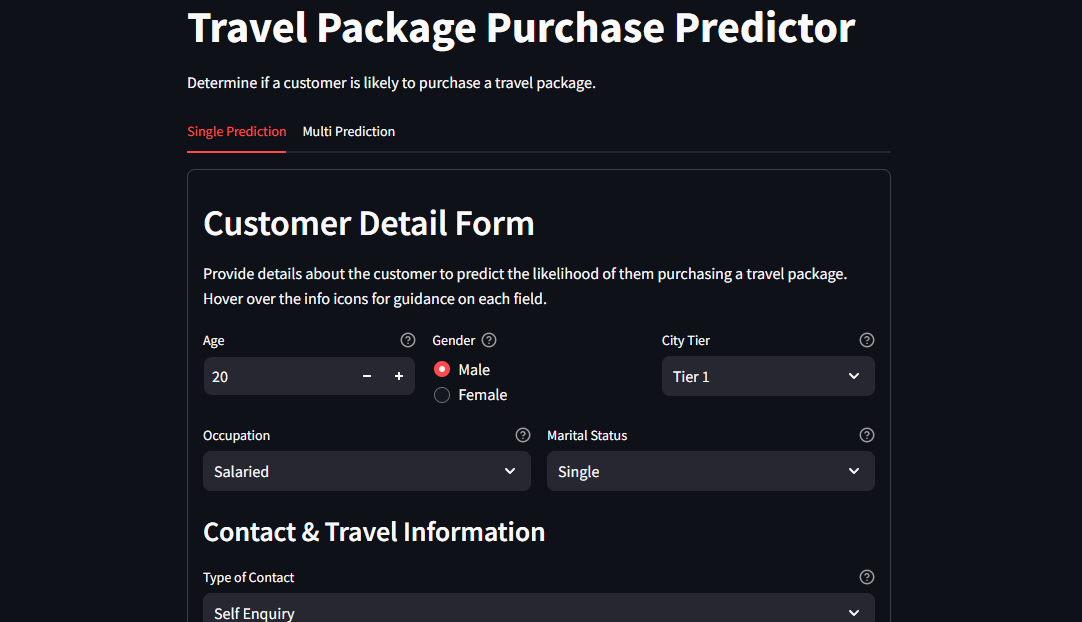 Travel Package Purchase Predictor
Determine if a customer is likely to purchase a travel package.
Single Prediction Multi Prediction
Customer Detail Form
Provide details about the customer to predict the likelihood of them purchasing a travel package.
Hover over the info icons for guidance on each field.
Age Gender City Tier
20 − + Male Tier 1
Female
Occupation Marital Status
Salaried Single
Contact & Travel Information
Type of Contact
Self Enquiry